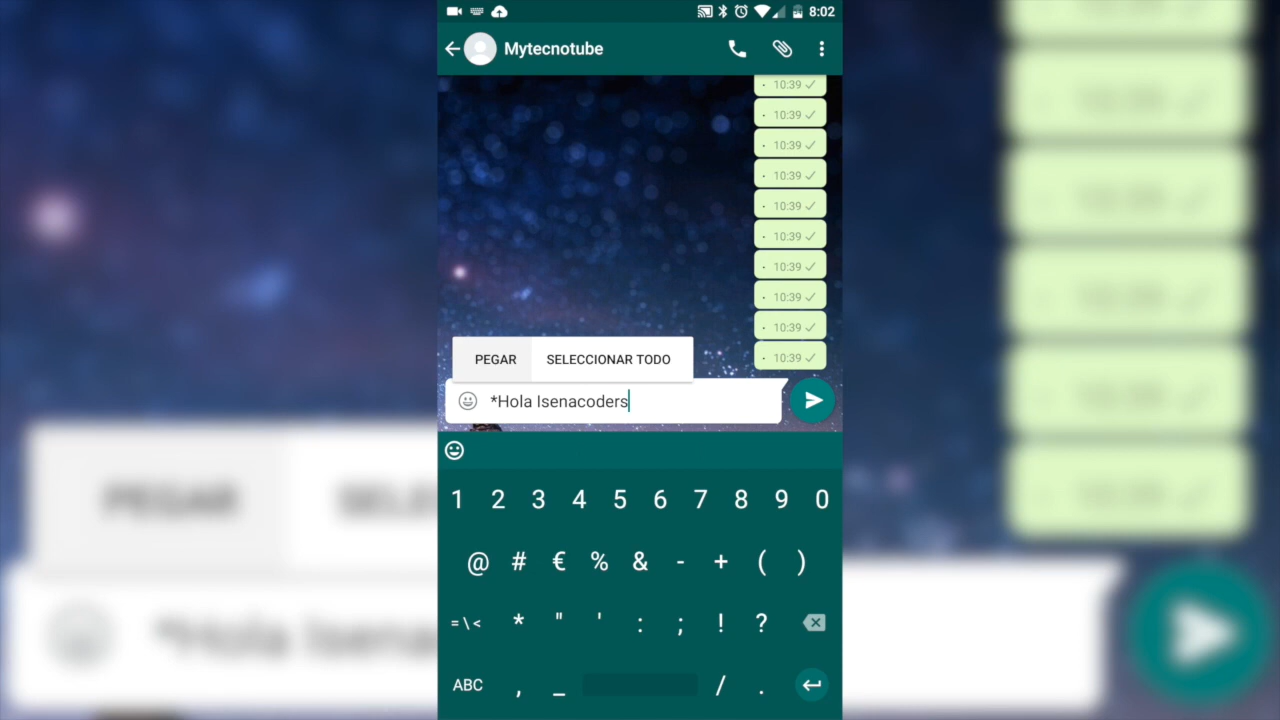 8:02
Mytecnotube
10:39
10:39
10:39
10:39
10:39
10:39
10:39
10:39
10:39
10:39
PEGAR SELECCIONAR TODO
*Hola Isenacoders
1 2 3 4 5 6 7 8 9 0
@ # € % & - + ( )
=\< * " ' : ; ! ?
ABC , _ / .